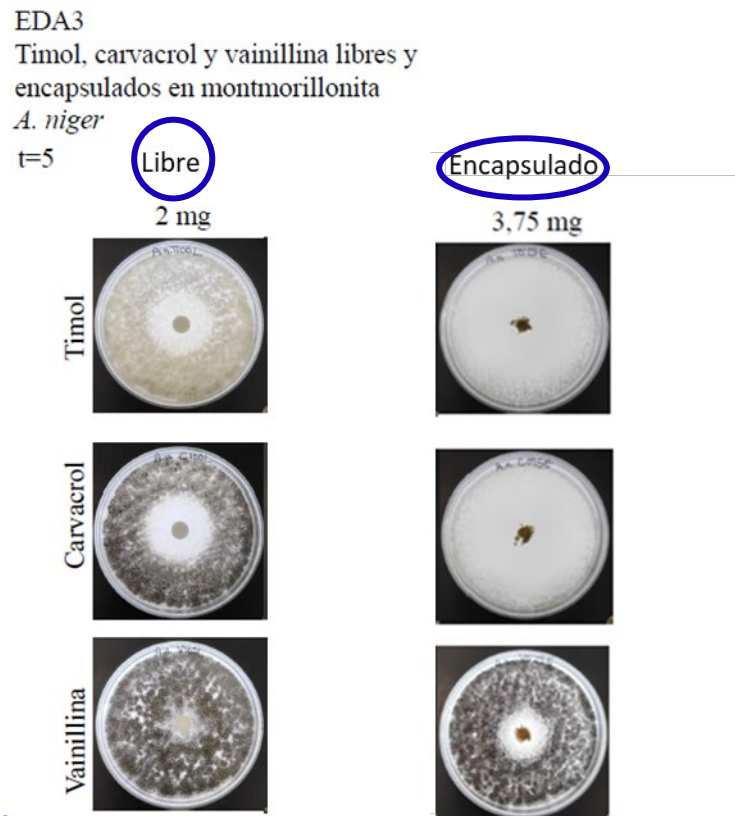 EDA3
Timol, carvacrol y vainillina libres y
encapsulados en montmorillonita
A. niger
t=5
Libre
Encapsulado
2 mg
3,75 mg
Timol
Carvacrol
Vainillina